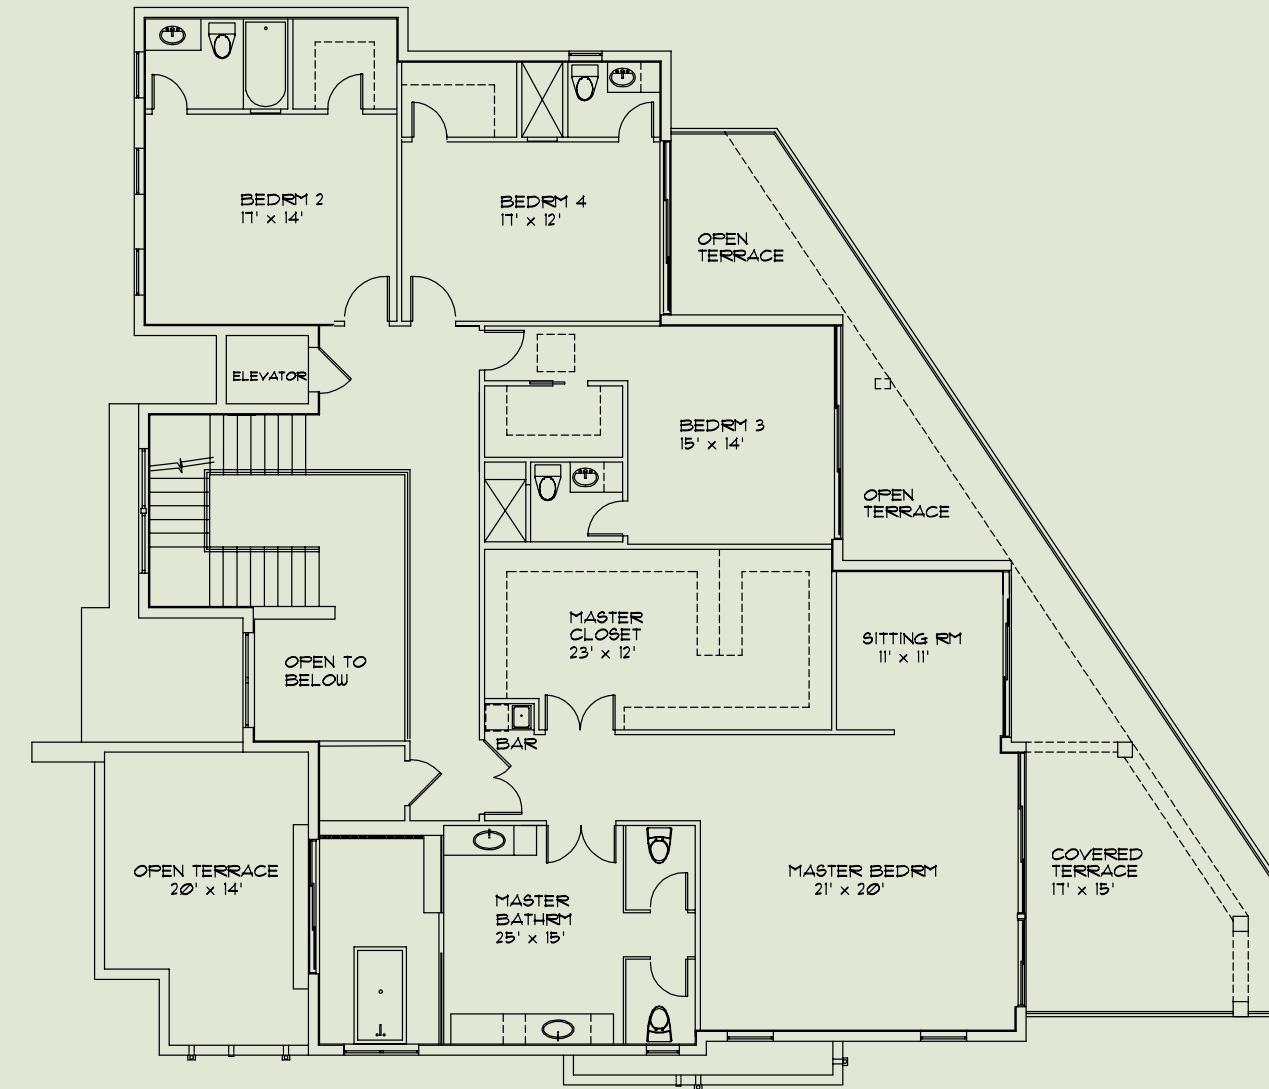 BEDRM 2
17' x 14'
BEDRM 4
17' x 12'
OPEN
TERRACE
ELEVATOR
BEDRM 3
15' x 14'
OPEN
TERRACE
MASTER
CLOSET
23' x 12'
SITTING RM
11' x 11'
OPEN TO
BELOW
BAR
OPEN TERRACE
20' x 14'
MASTER BEDRM
21' x 20'
COVERED
TERRACE
17' x 15'
MASTER
BATHRM
25' x 15'